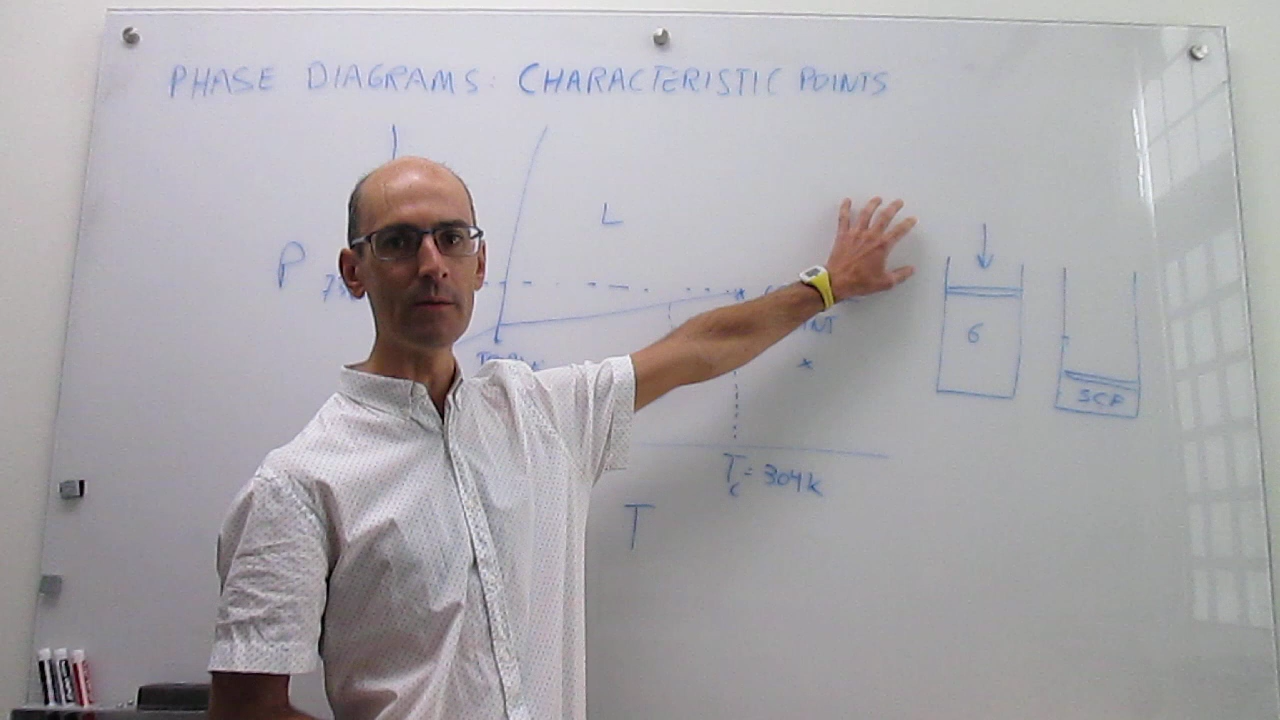 PHASE DIAGRAMS: CHARACTERISTIC POINTS
L
P
G
SCF
Tc = 304K
T